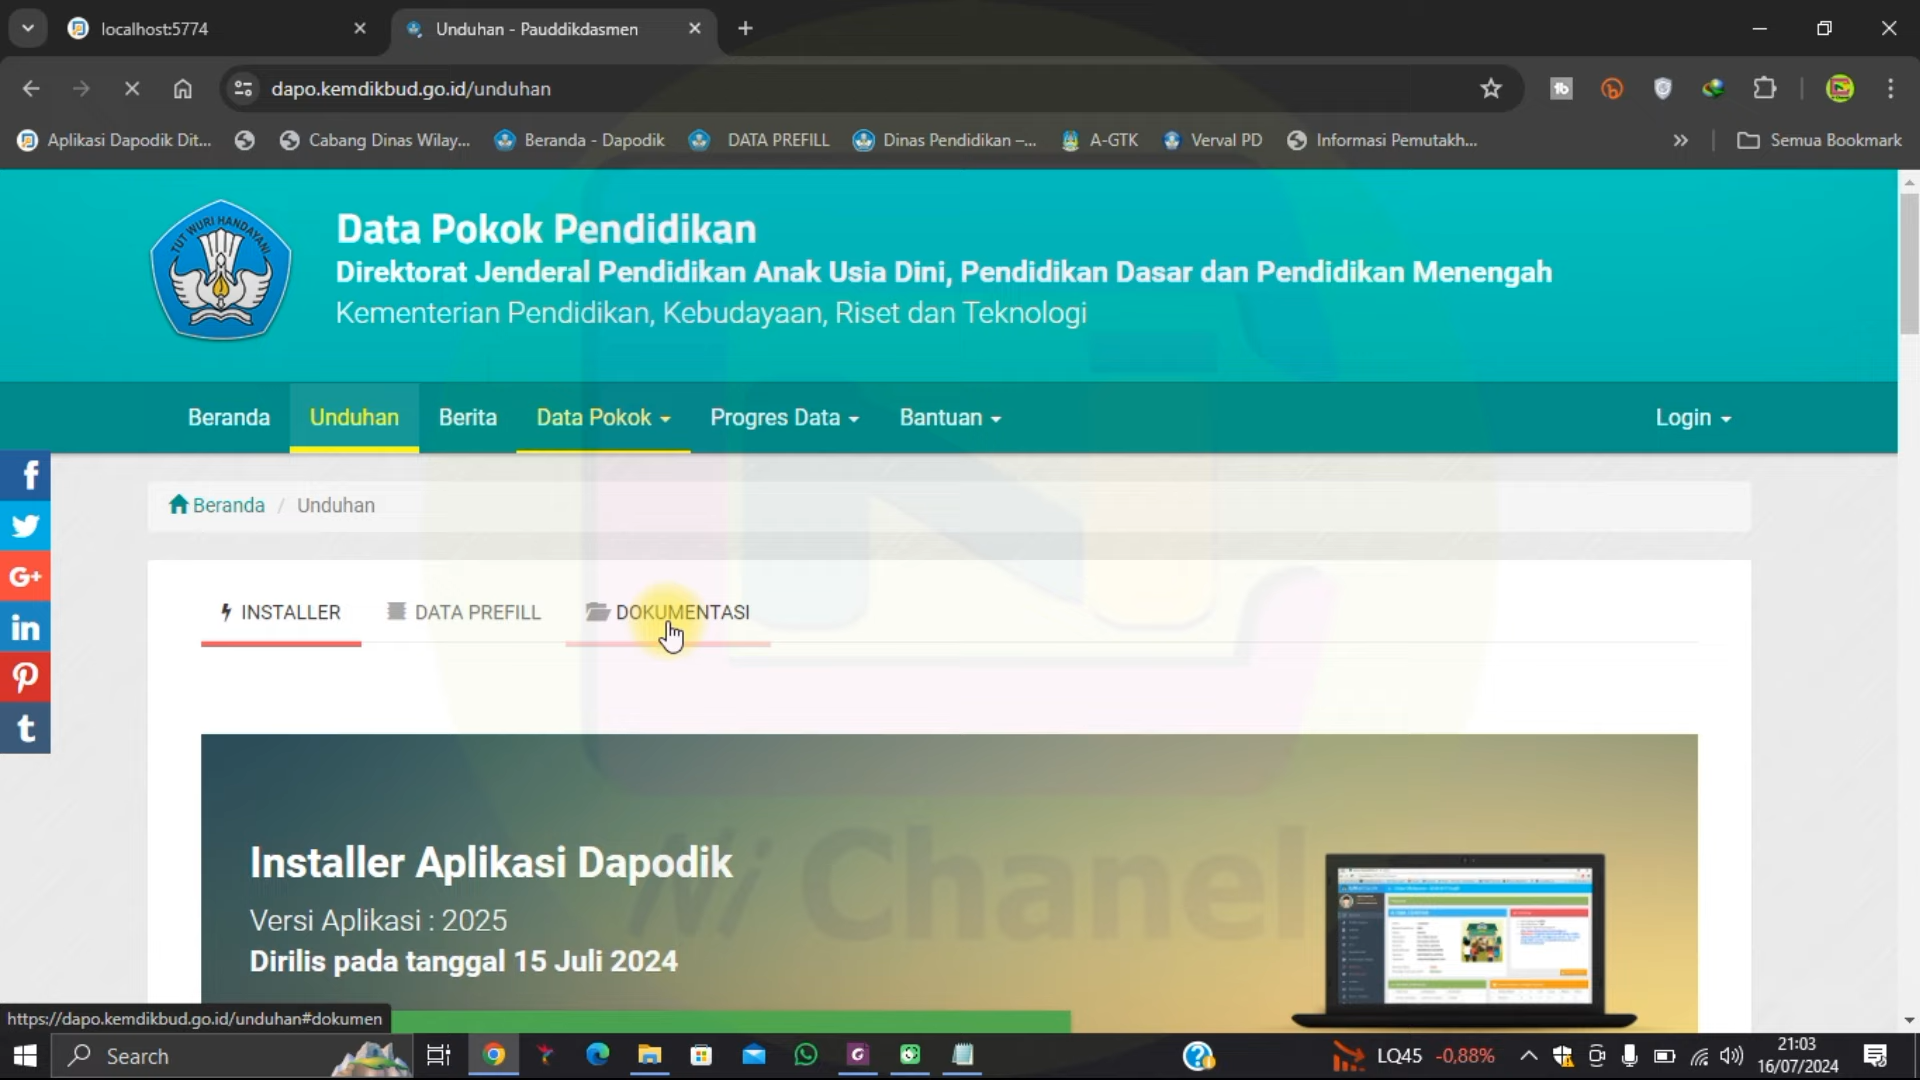 localhost:5774
Unduhan - Pauddikdasmen
dapo.kemdikbud.go.id/unduhan
Aplikasi Dapodik Dit...
Cabang Dinas Wilay...
Beranda - Dapodik
DATA PREFILL
Dinas Pendidikan –...
A-GTK
Verval PD
Informasi Pemutakh...
»
Semua Bookmark
TUT WURI HANDAYANI
Data Pokok Pendidikan
Direktorat Jenderal Pendidikan Anak Usia Dini, Pendidikan Dasar dan Pendidikan Menengah
Kementerian Pendidikan, Kebudayaan, Riset dan Teknologi
Beranda
Unduhan
Berita
Data Pokok
Progres Data
Bantuan
Login
f
G+
in
t
Beranda / Unduhan
INSTALLER
DATA PREFILL
DOKUMENTASI
Installer Aplikasi Dapodik
Versi Aplikasi : 2025
Dirilis pada tanggal 15 Juli 2024
Ni Chanel
https://dapo.kemdikbud.go.id/unduhan#dokumen
Search
LQ45 -0,88%
21:03
16/07/2024